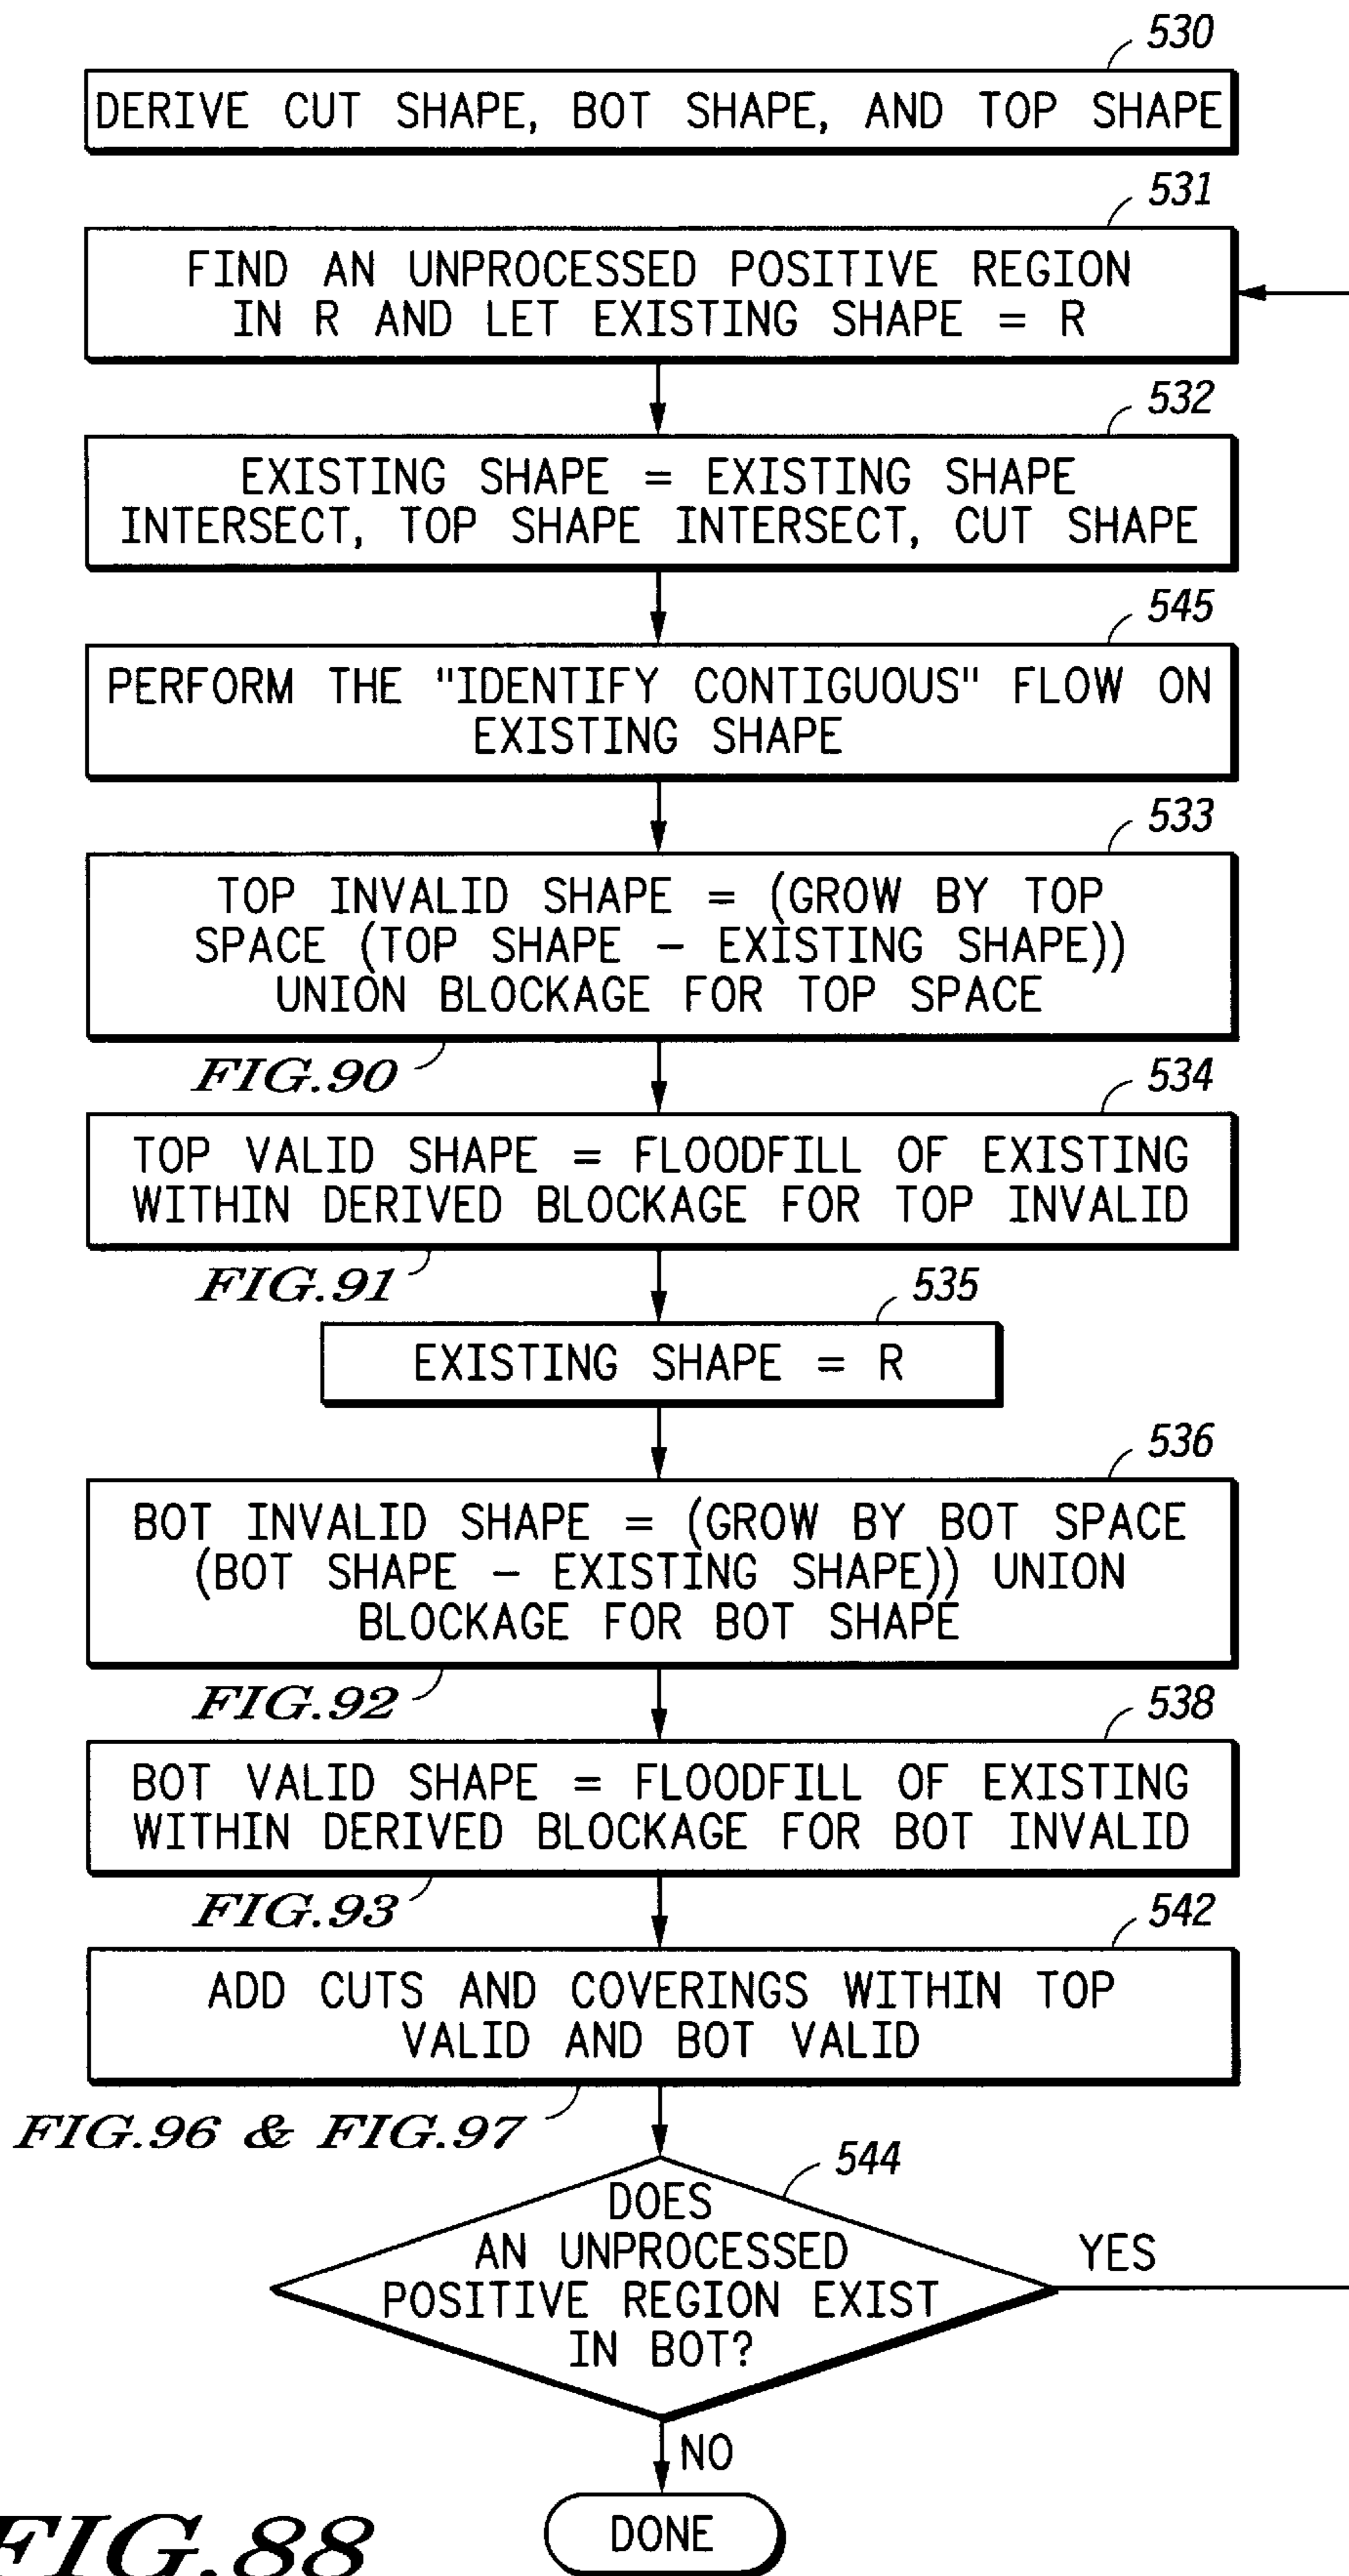 530
DERIVE CUT SHAPE, BOT SHAPE, AND TOP SHAPE
531
FIND AN UNPROCESSED POSITIVE REGION
IN R AND LET EXISTING SHAPE = R
532
EXISTING SHAPE = EXISTING SHAPE
INTERSECT, TOP SHAPE INTERSECT, CUT SHAPE
545
PERFORM THE "IDENTIFY CONTIGUOUS" FLOW ON
EXISTING SHAPE
533
TOP INVALID SHAPE = (GROW BY TOP
SPACE (TOP SHAPE - EXISTING SHAPE))
UNION BLOCKAGE FOR TOP SPACE
FIG.90
534
TOP VALID SHAPE = FLOODFILL OF EXISTING
WITHIN DERIVED BLOCKAGE FOR TOP INVALID
FIG.91
535
EXISTING SHAPE = R
536
BOT INVALID SHAPE = (GROW BY BOT SPACE
(BOT SHAPE - EXISTING SHAPE)) UNION
BLOCKAGE FOR BOT SHAPE
FIG.92
538
BOT VALID SHAPE = FLOODFILL OF EXISTING
WITHIN DERIVED BLOCKAGE FOR BOT INVALID
FIG.93
542
ADD CUTS AND COVERINGS WITHIN TOP
VALID AND BOT VALID
FIG.96 & FIG.97
544
DOES
AN UNPROCESSED
POSITIVE REGION EXIST
IN BOT?
YES
NO
DONE
FIG.88